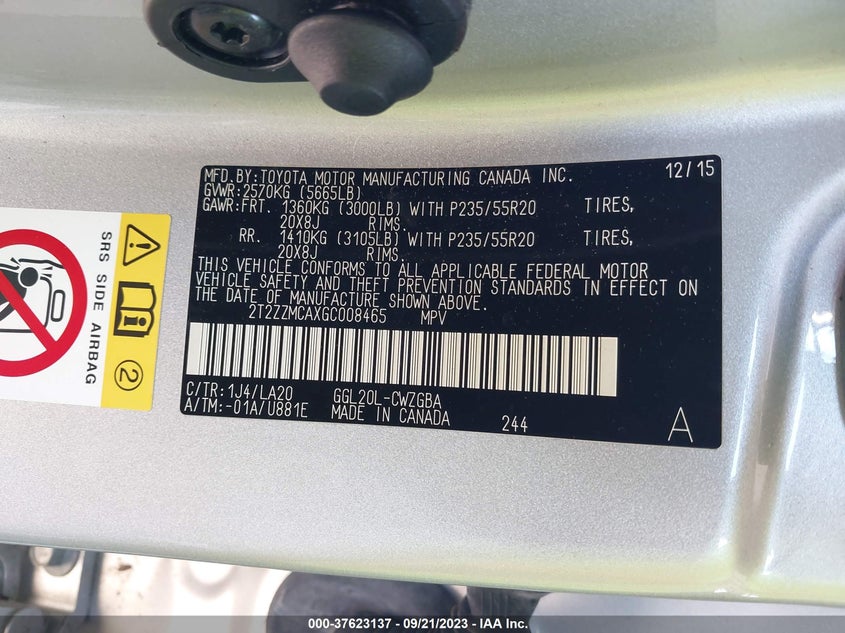 MFD.BY:TOYOTA MOTOR MANUFACTURING CANADA INC. 12/15
GVWR:2570KG (5665LB)
GAWR:FRT. 1360KG (3000LB) WITH P235/55R20 TIRES,
20X8J RIMS.
RR. 1410KG (3105LB) WITH P235/55R20 TIRES,
20X8J RIMS.
THIS VEHICLE CONFORMS TO ALL APPLICABLE FEDERAL MOTOR
VEHICLE SAFETY AND THEFT PREVENTION STANDARDS IN EFFECT ON
THE DATE OF MANUFACTURE SHOWN ABOVE.
2T2ZZMCAXGC008465 MPV
C/TR:1J4/LA20 GGL20L-CWZGBA
A/TM:-01A/U881E MADE IN CANADA 244 A
SRS SIDE AIRBAG
2
000-37623137 - 09/21/2023 - IAA Inc.